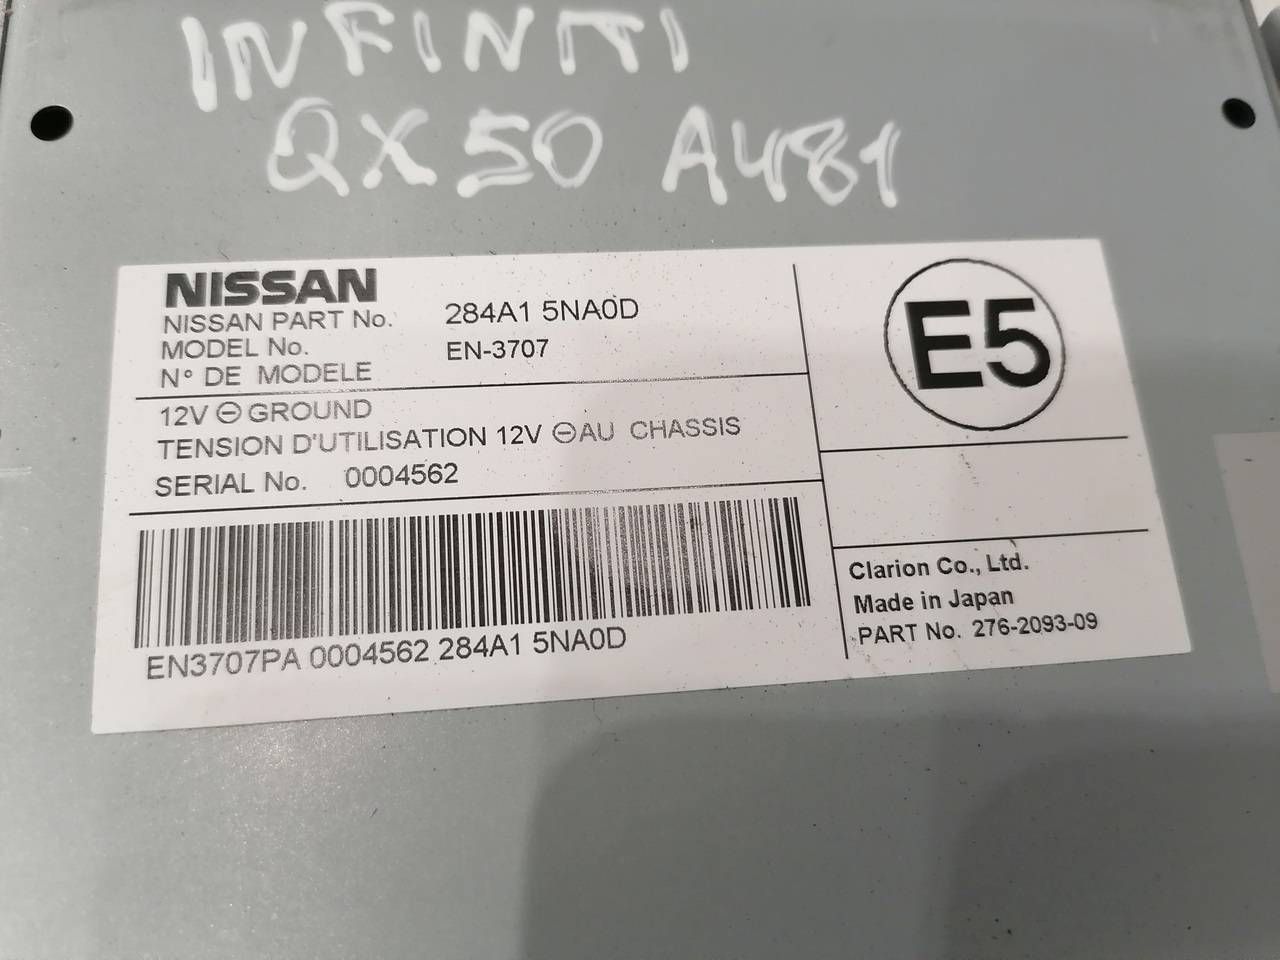 INFINITI
QX50 A481
NISSAN
NISSAN PART No. 284A1 5NA0D
MODEL No. EN-3707
N° DE MODELE
12V ⊖ GROUND
TENSION D'UTILISATION 12V ⊖AU CHASSIS
SERIAL No. 0004562
EN3707PA 0004562 284A1 5NA0D
E5
Clarion Co., Ltd.
Made in Japan
PART No. 276-2093-09